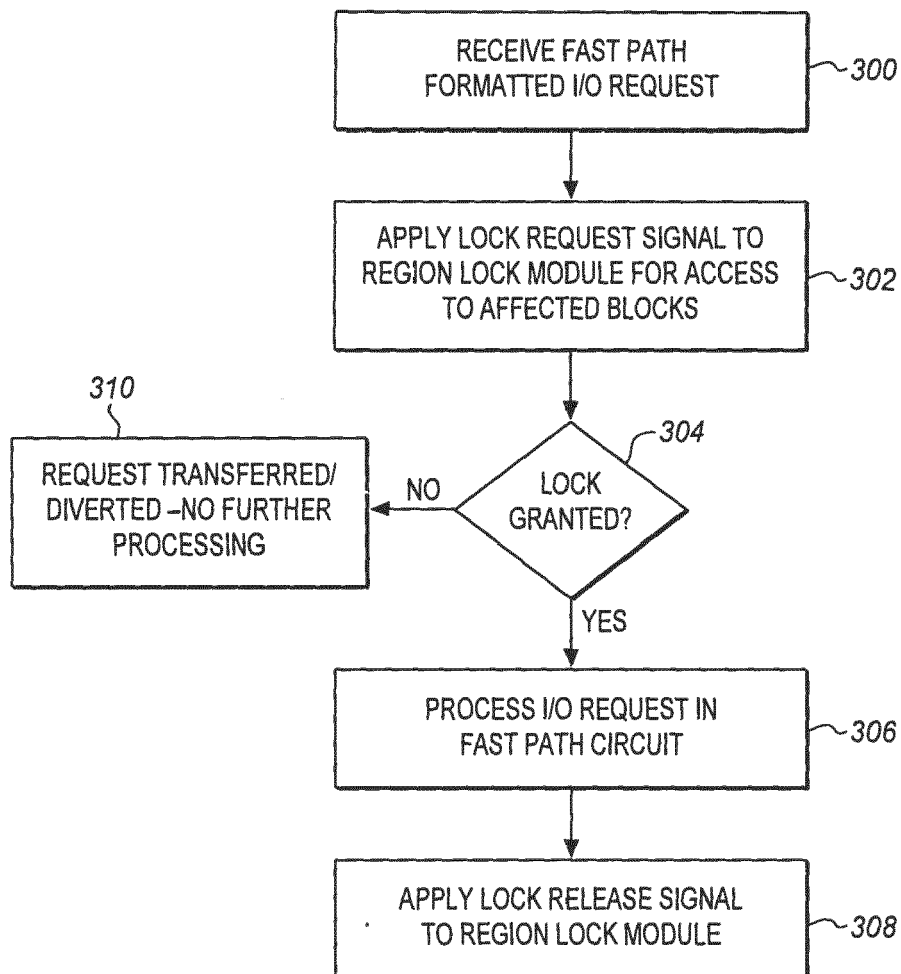 RECEIVE FAST PATH
FORMATTED I/O REQUEST
300
APPLY LOCK REQUEST SIGNAL TO
REGION LOCK MODULE FOR ACCESS
TO AFFECTED BLOCKS
302
310
304
REQUEST TRANSFERRED/
DIVERTED –NO FURTHER
PROCESSING
NO
LOCK
GRANTED?
YES
PROCESS I/O REQUEST IN
FAST PATH CIRCUIT
306
APPLY LOCK RELEASE SIGNAL
TO REGION LOCK MODULE
308